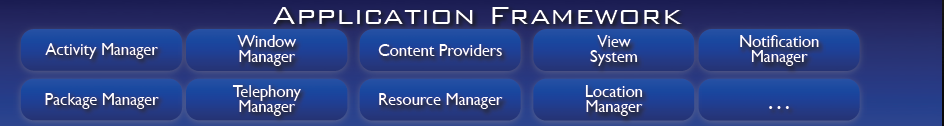 APPLICATION FRAMEWORK
Activity Manager
Window
Manager
Content Providers
View
System
Notification
Manager
Package Manager
Telephony
Manager
Resource Manager
Location
Manager
...